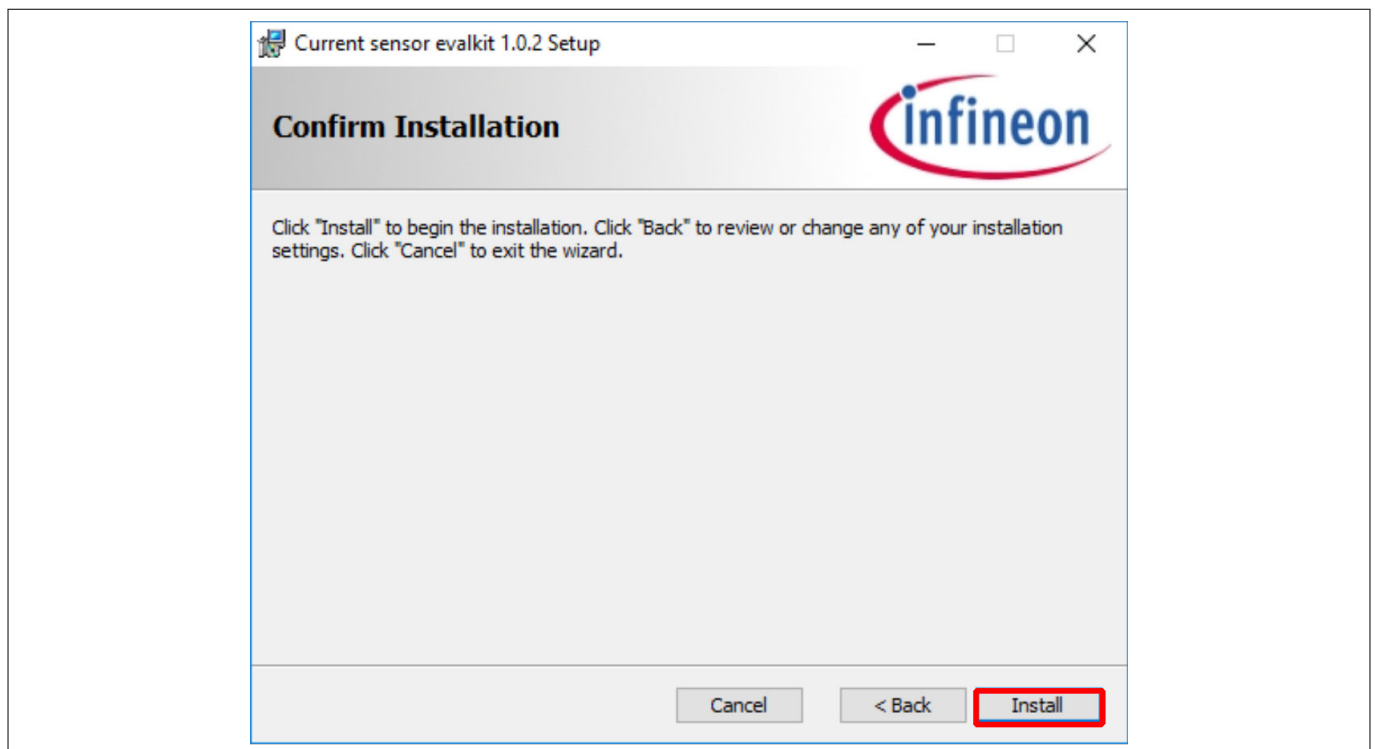 Current sensor evalkit 1.0.2 Setup
Confirm Installation
infineon
Click "Install" to begin the installation. Click "Back" to review or change any of your installation
settings. Click "Cancel" to exit the wizard.
Cancel
< Back
Install